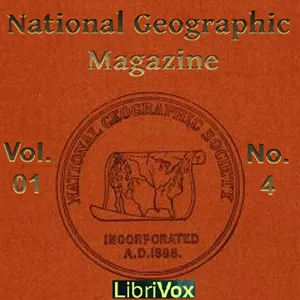 National Geographic
Magazine
Vol.
01
No.
4
NATIONAL GEOGRAPHIC SOCIETY
INCORPORATED
A.D.1888.
LibriVox